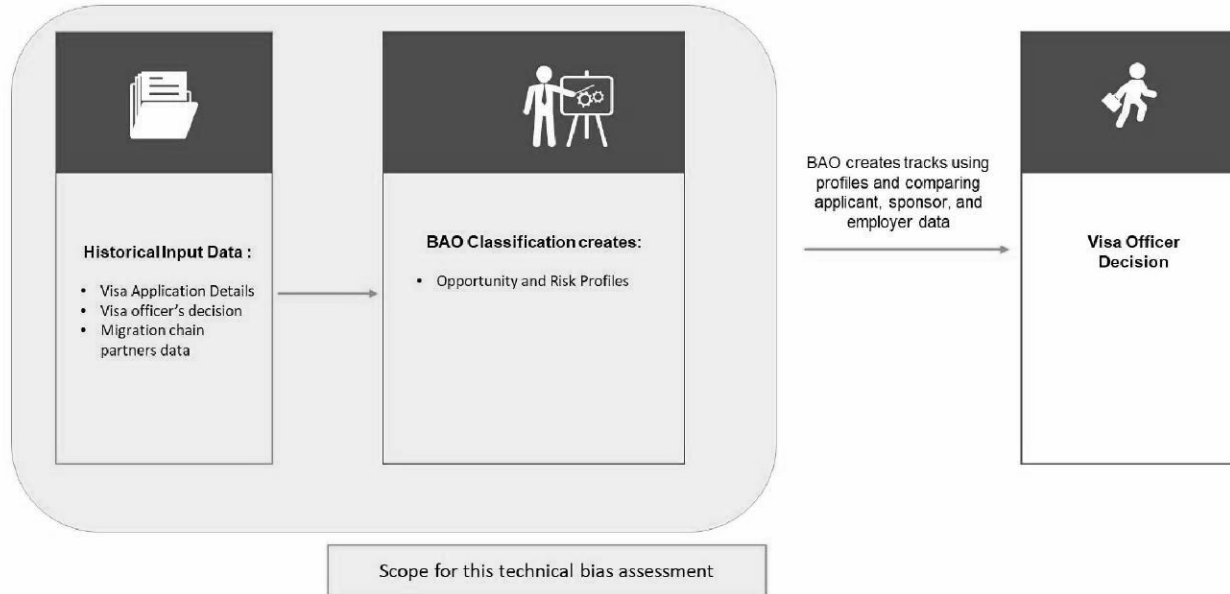 Historical Input Data :
• Visa Application Details
• Visa officer's decision
• Migration chain
partners data
BAO Classification creates:
• Opportunity and Risk Profiles
BAO creates tracks using
profiles and comparing
applicant, sponsor, and
employer data
Visa Officer
Decision
Scope for this technical bias assessment